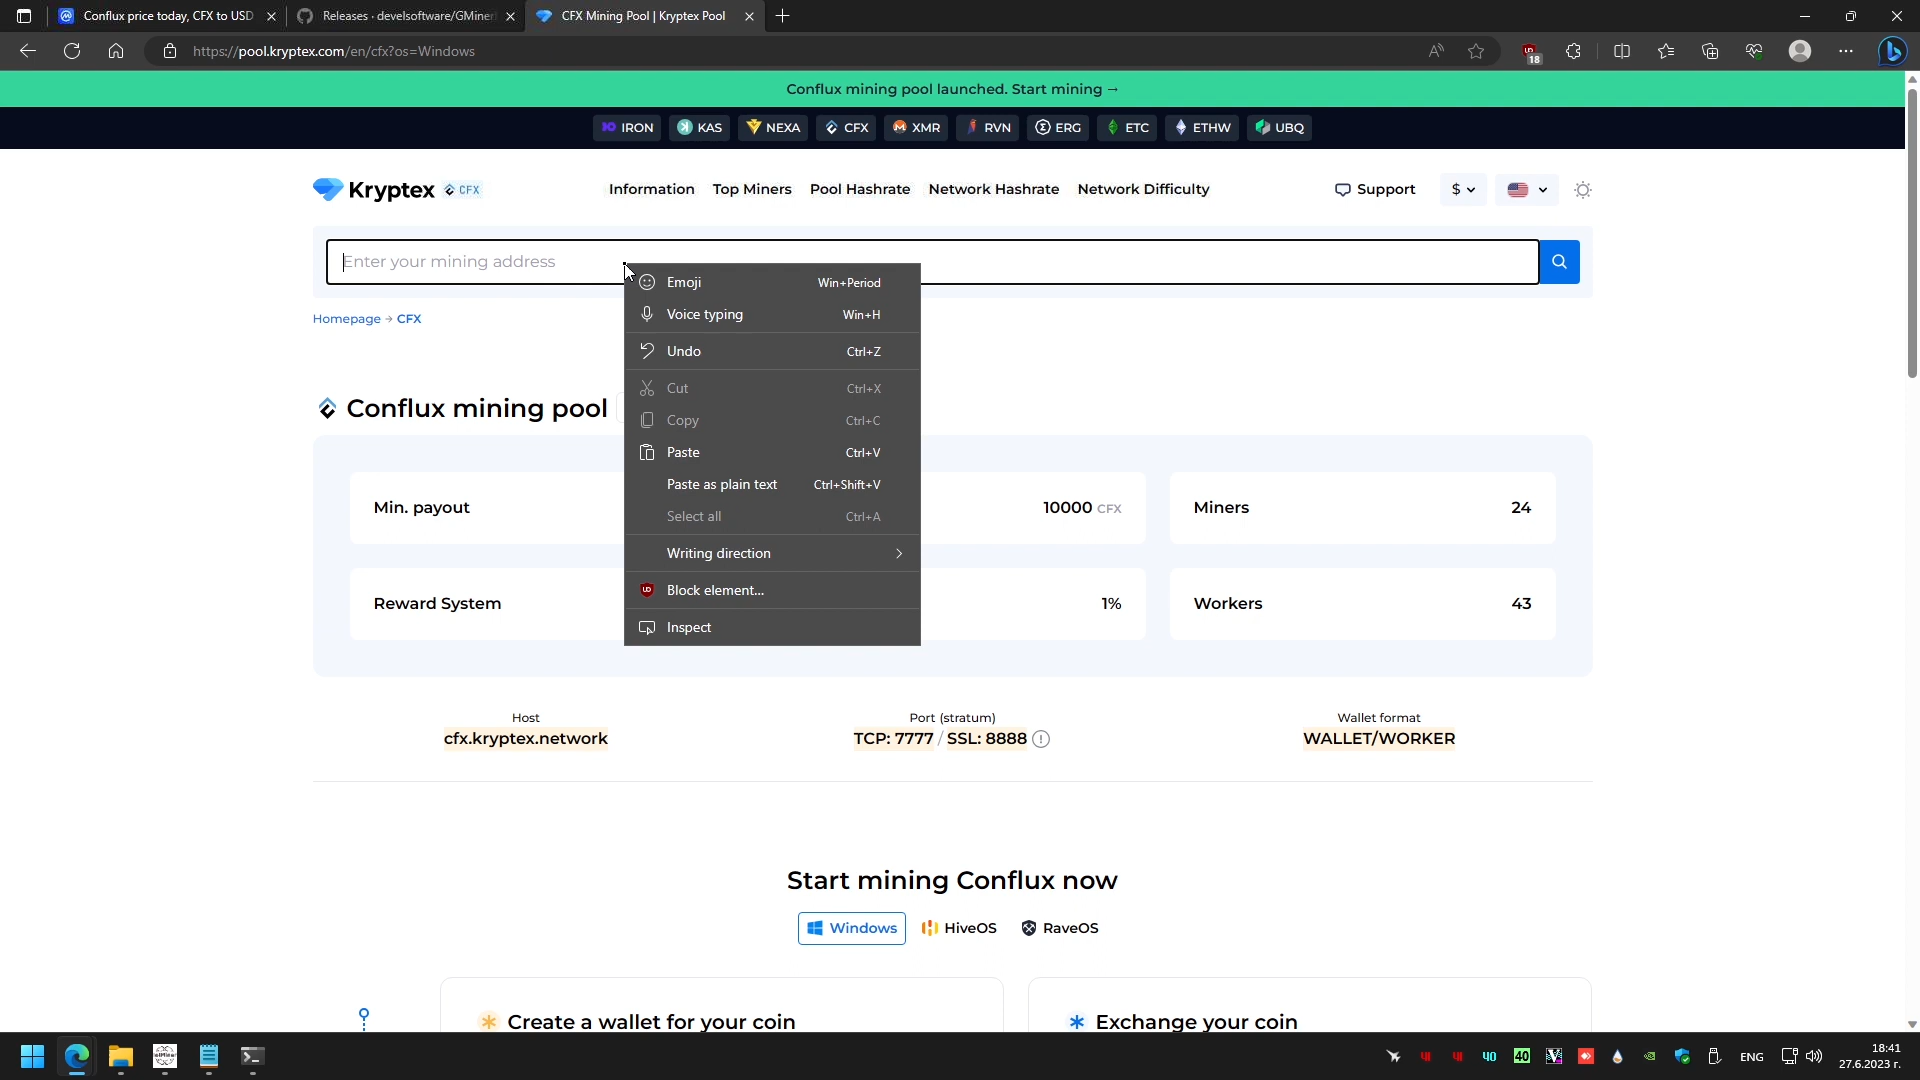 Conflux price today, CFX to USD
Releases · develsoftware/GMiner
CFX Mining Pool | Kryptex Pool
https://pool.kryptex.com/en/cfx?os=Windows
18
Conflux mining pool launched. Start mining →
IRON KAS NEXA CFX XMR RVN ERG ETC ETHW UBQ
Kryptex CFX
Information Top Miners Pool Hashrate Network Hashrate Network Difficulty
Support
$
Enter your mining address
Homepage → CFX
Emoji Win+Period
Voice typing Win+H
Undo Ctrl+Z
Cut Ctrl+X
Copy Ctrl+C
Paste Ctrl+V
Paste as plain text Ctrl+Shift+V
Select all Ctrl+A
Writing direction
Block element...
Inspect
Conflux mining pool
Min. payout
10000 CFX
Miners 24
Reward System
1%
Workers 43
Host
cfx.kryptex.network
Port (stratum)
TCP: 7777 / SSL: 8888
Wallet format
WALLET/WORKER
Start mining Conflux now
Windows HiveOS RaveOS
Create a wallet for your coin
Exchange your coin
40
40
ENG
18:41
27.6.2023 г.